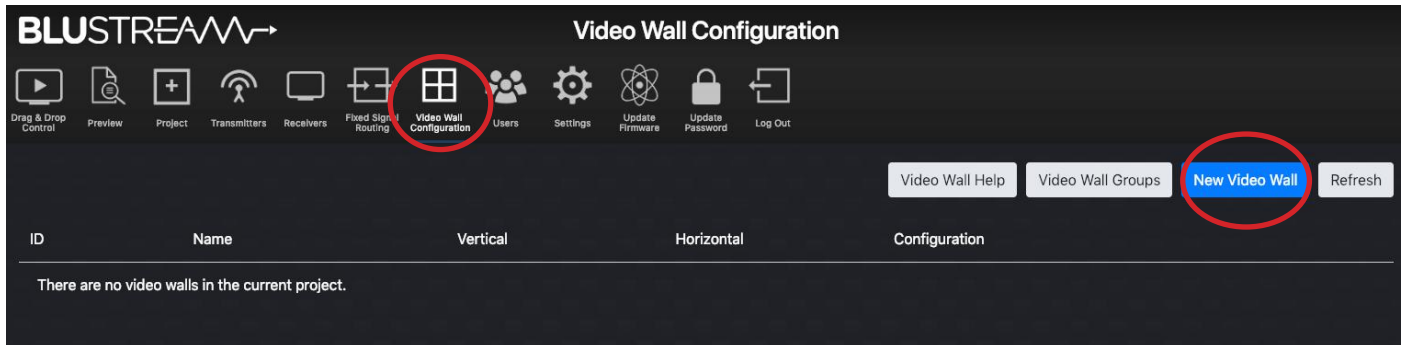 BLUSTREAM
Video Wall Configuration
Drag & Drop
Control
Preview
Project
Transmitters
Receivers
Fixed Signal
Routing
Video Wall
Configuration
Users
Settings
Update
Firmware
Update
Password
Log Out
Video Wall Help
Video Wall Groups
New Video Wall
Refresh
ID Name Vertical Horizontal Configuration
There are no video walls in the current project.